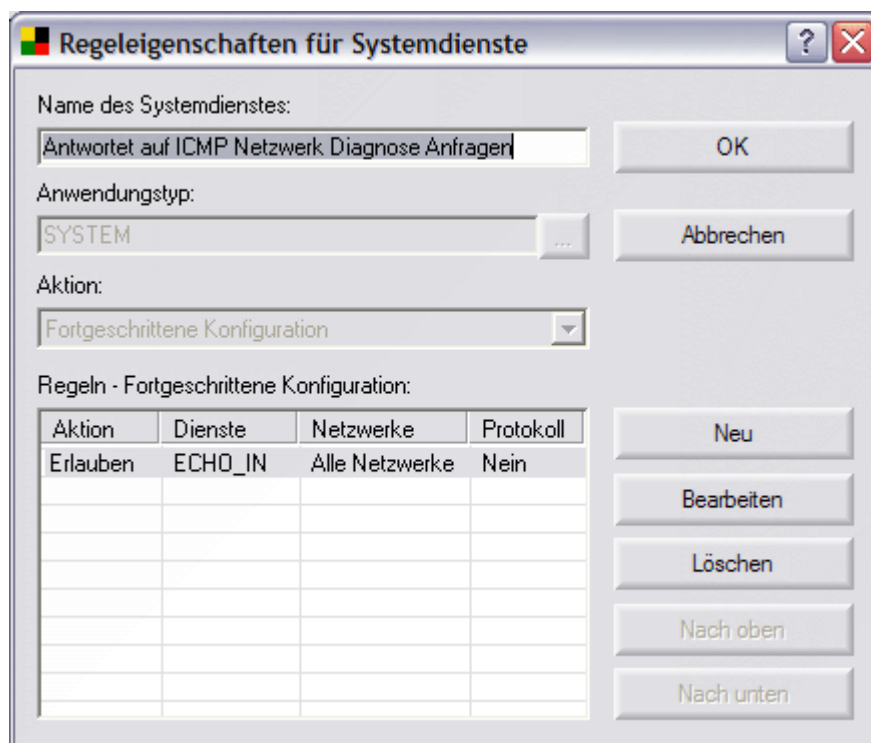 Regeleigenschaften für Systemdienste
Name des Systemdienstes:
Antwortet auf ICMP Netzwerk Diagnose Anfragen
OK
Anwendungstyp:
SYSTEM
...
Abbrechen
Aktion:
Fortgeschrittene Konfiguration
Regeln - Fortgeschrittene Konfiguration:
Aktion Dienste Netzwerke Protokoll
Erlauben ECHO_IN Alle Netzwerke Nein
Neu
Bearbeiten
Löschen
Nach oben
Nach unten